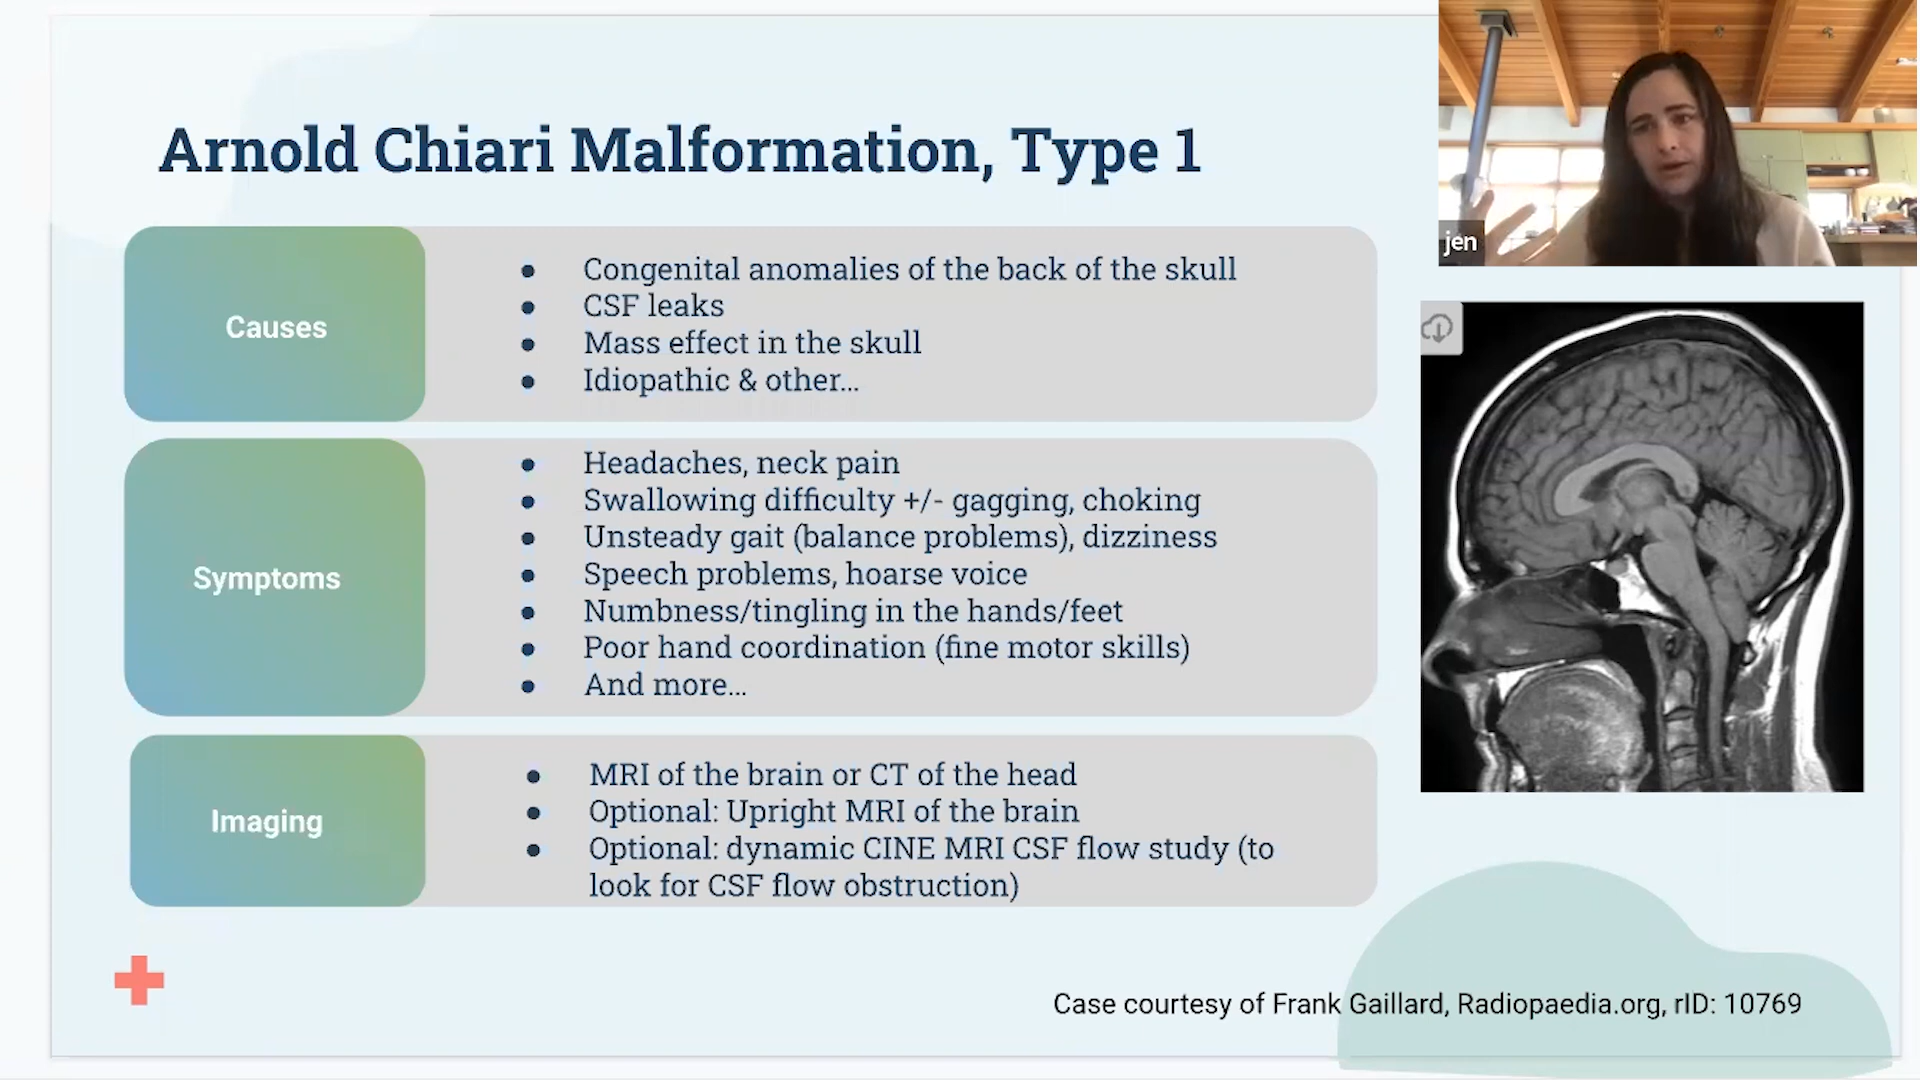 Arnold Chiari Malformation, Type 1
jen
Causes
● Congenital anomalies of the back of the skull
● CSF leaks
● Mass effect in the skull
● Idiopathic & other...
Symptoms
● Headaches, neck pain
● Swallowing difficulty +/- gagging, choking
● Unsteady gait (balance problems), dizziness
● Speech problems, hoarse voice
● Numbness/tingling in the hands/feet
● Poor hand coordination (fine motor skills)
● And more...
Imaging
● MRI of the brain or CT of the head
● Optional: Upright MRI of the brain
● Optional: dynamic CINE MRI CSF flow study (to
look for CSF flow obstruction)
Case courtesy of Frank Gaillard, Radiopaedia.org, rID: 10769